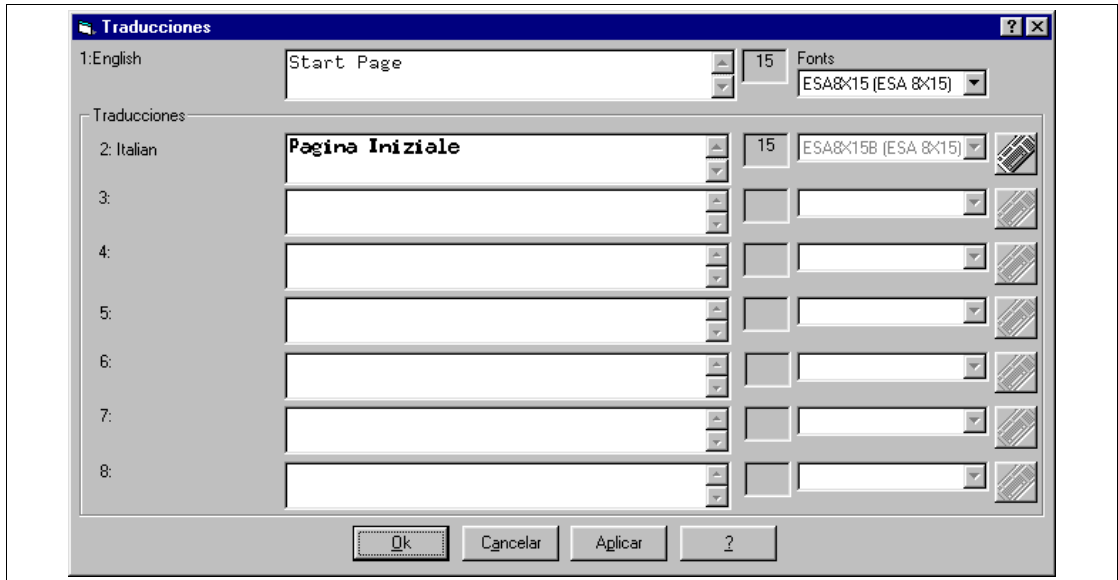 Traducciones
1:English
Start Page
15
Fonts
ESA8X15 (ESA 8X15)
Traducciones
2: Italian
Pagina Iniziale
15
ESA8X15B (ESA 8X15)
3:
4:
5:
6:
7:
8:
Ok Cancelar Aplicar ?